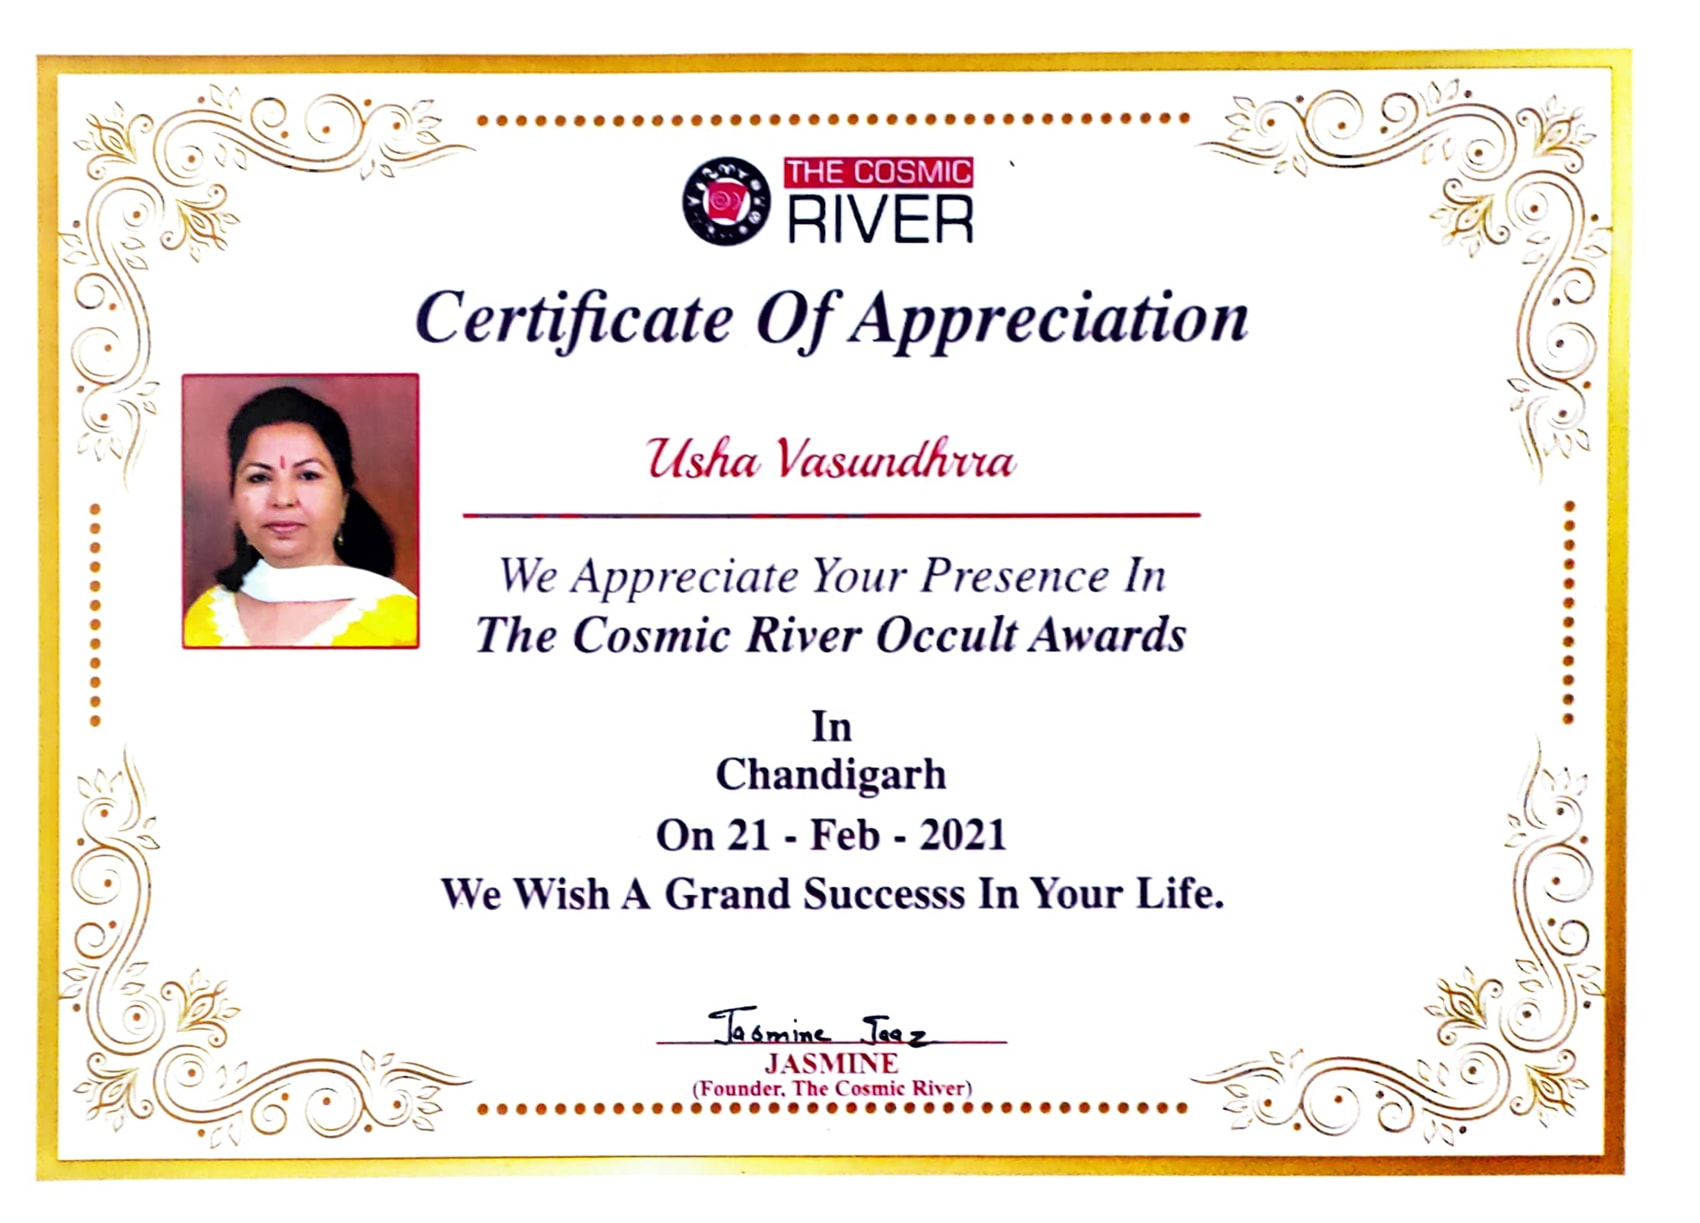 THE COSMIC
RIVER
Certificate Of Appreciation
Usha Vasundhrra
We Appreciate Your Presence In
The Cosmic River Occult Awards
In
Chandigarh
On 21 - Feb - 2021
We Wish A Grand Successs In Your Life.
Jasmine Jaaz
JASMINE
(Founder, The Cosmic River)